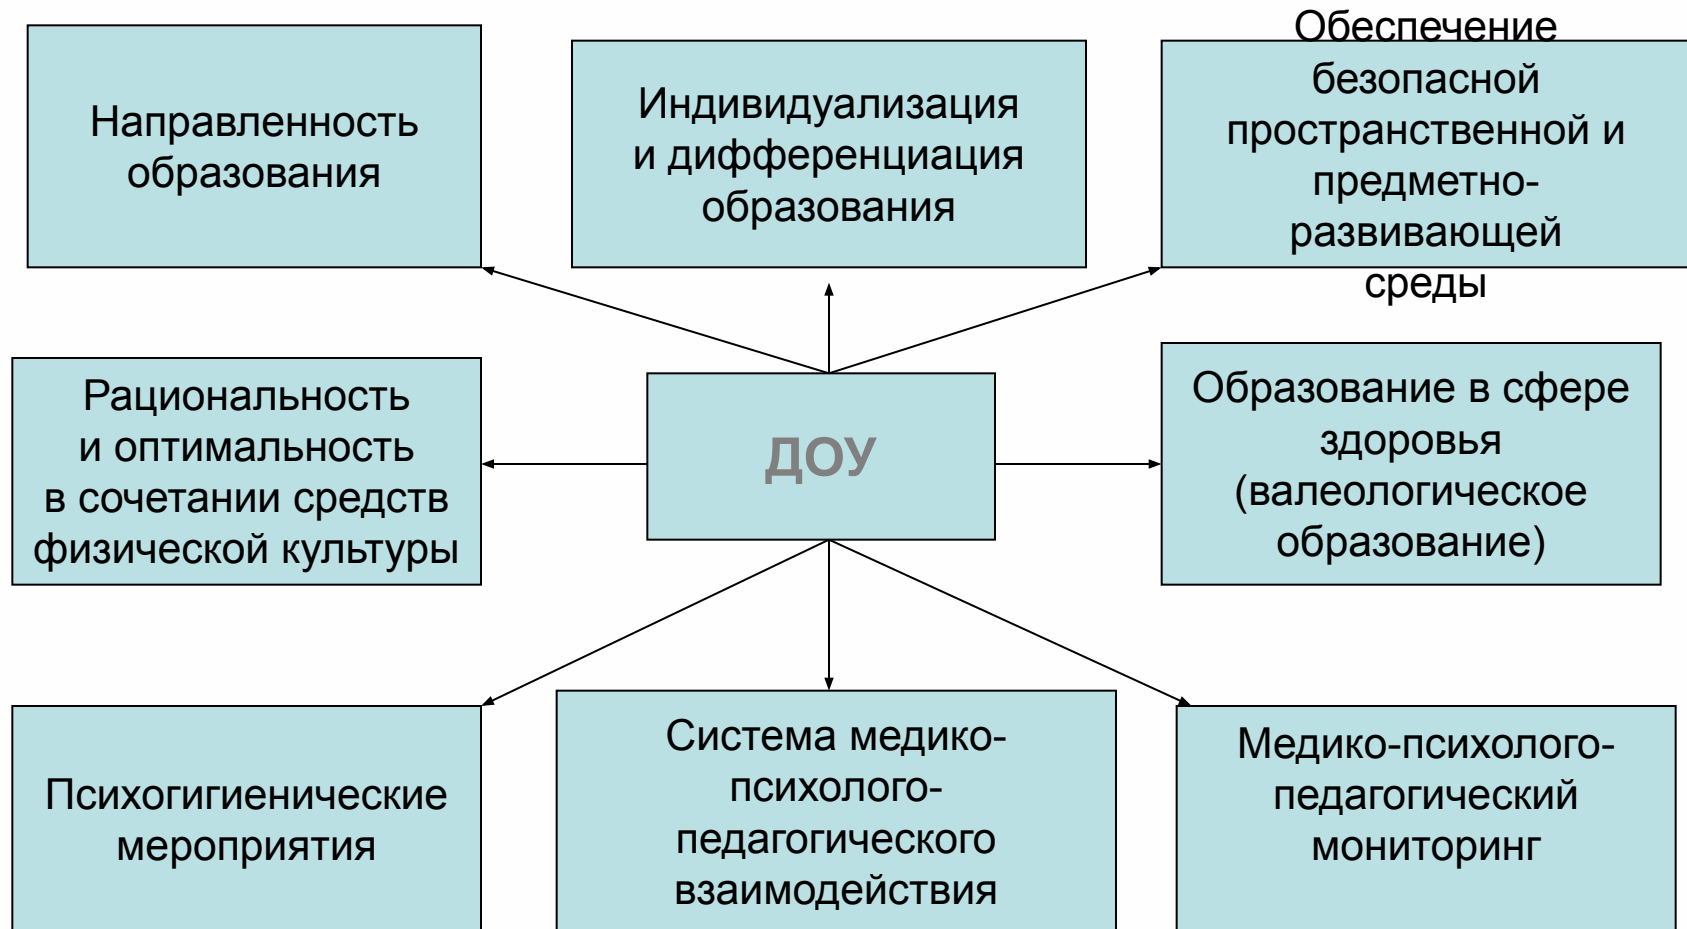 Направленность
образования
Индивидуализация
и дифференциация
образования
Обеспечение
безопасной
пространственной и
предметно-
развивающей
среды
Рациональность
и оптимальность
в сочетании средств
физической культуры
ДОУ
Образование в сфере
здоровья
(валеологическое
образование)
Психогигиенические
мероприятия
Система медико-
психолого-
педагогического
взаимодействия
Медико-психолого-
педагогический
мониторинг